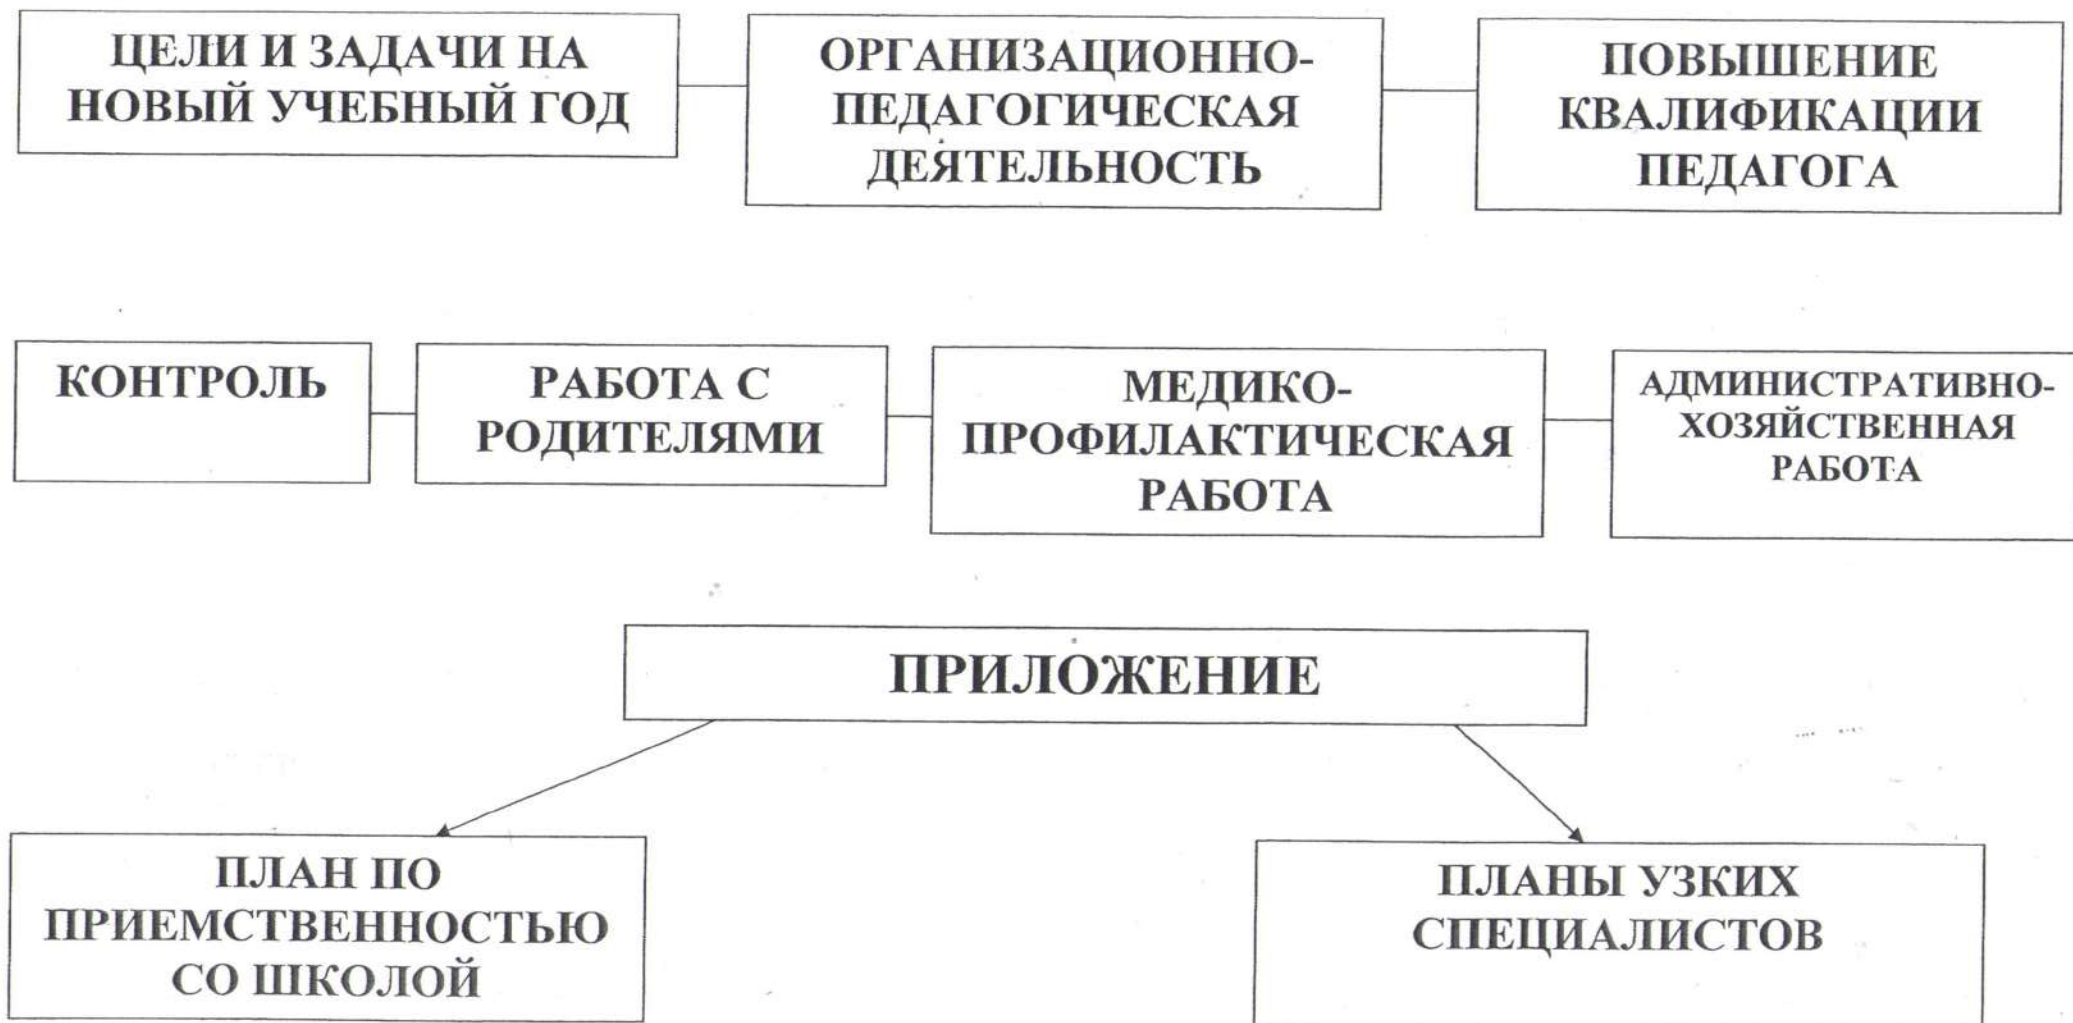 ЦЕЛИ И ЗАДАЧИ НА
НОВЫЙ УЧЕБНЫЙ ГОД
ОРГАНИЗАЦИОННО-
ПЕДАГОГИЧЕСКАЯ
ДЕЯТЕЛЬНОСТЬ
ПОВЫШЕНИЕ
КВАЛИФИКАЦИИ
ПЕДАГОГА
КОНТРОЛЬ
РАБОТА С
РОДИТЕЛЯМИ
МЕДИКО-
ПРОФИЛАКТИЧЕСКАЯ
РАБОТА
АДМИНИСТРАТИВНО-
ХОЗЯЙСТВЕННАЯ
РАБОТА
ПРИЛОЖЕНИЕ
ПЛАН ПО
ПРИЕМСТВЕННОСТЬЮ
СО ШКОЛОЙ
ПЛАНЫ УЗКИХ
СПЕЦИАЛИСТОВ